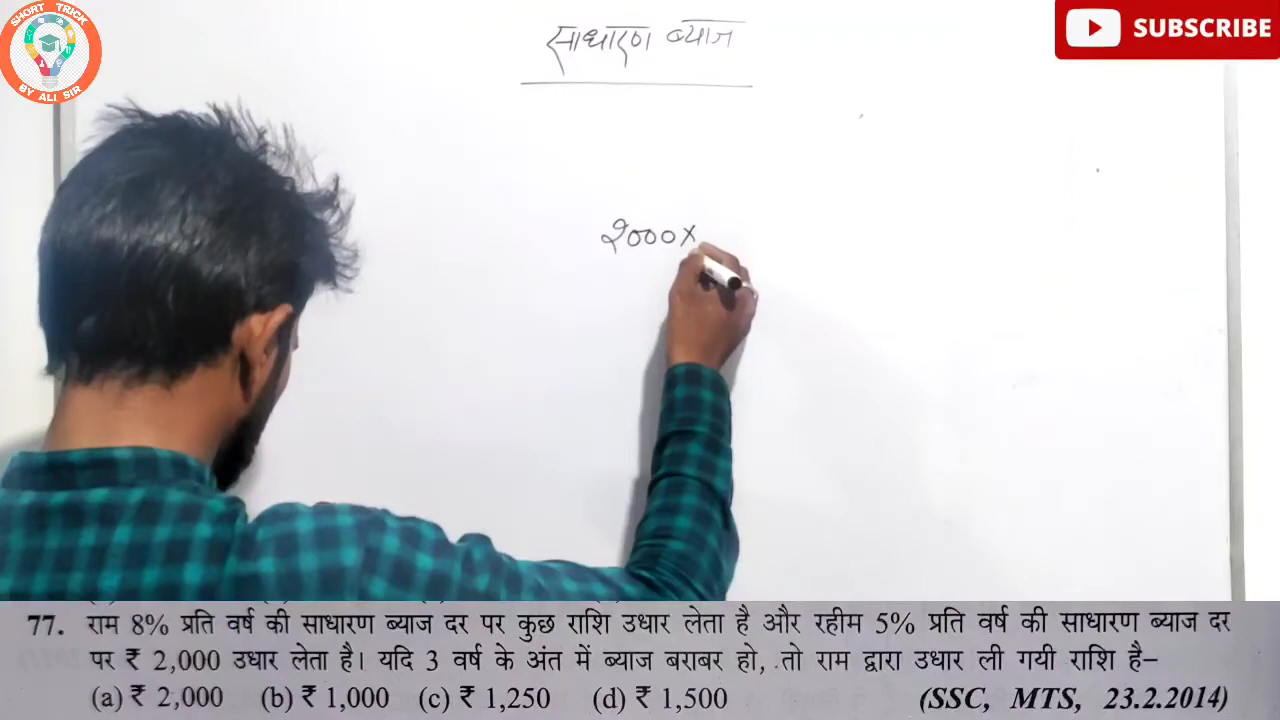 SHORT TRICK
BY ALI SIR
SUBSCRIBE
साधारण ब्याज
2000×
77. राम 8% प्रति वर्ष की साधारण ब्याज दर पर कुछ राशि उधार लेता है और रहीम 5% प्रति वर्ष की साधारण ब्याज दर
पर ₹ 2,000 उधार लेता है। यदि 3 वर्ष के अंत में ब्याज बराबर हो, तो राम द्वारा उधार ली गयी राशि है–
(a) ₹ 2,000 (b) ₹ 1,000 (c) ₹ 1,250 (d) ₹ 1,500 (SSC, MTS, 23.2.2014)